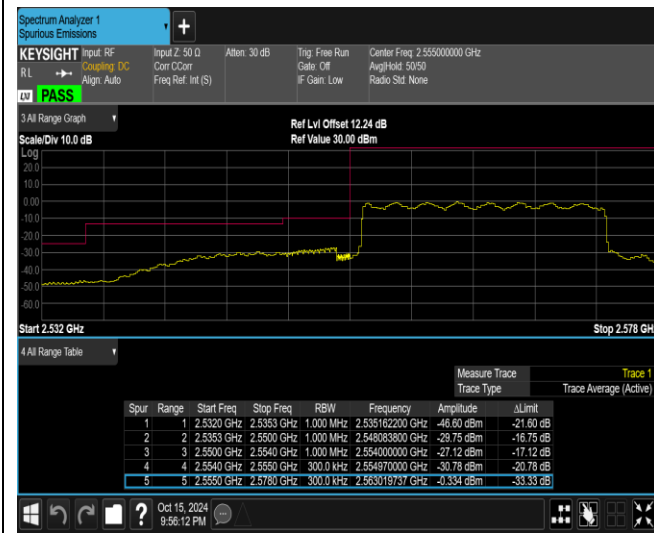 Spectrum Analyzer 1
Spurious Emissions
+
KEYSIGHT Input: RF Input Z: 50 Ω Atten: 30 dB Trig: Free Run Center Freq: 2.555000000 GHz
RL Coupling: DC Corr CCorr Gate: Off Avg|Hold: 50/50
Align: Auto Freq Ref: Int (S) IF Gain: Low Radio Std: None
LXI PASS
3 All Range Graph
Ref Lvl Offset 12.24 dB
Scale/Div 10.0 dB Ref Value 30.00 dBm
Log
20.0
10.0
0.00
-10.0
-20.0
-30.0
-40.0
-50.0
-60.0
Start 2.532 GHz Stop 2.578 GH
4 All Range Table
Measure Trace Trace 1
Trace Type Trace Average (Active)
Spur Range Start Freq Stop Freq RBW Frequency Amplitude ΔLimit
1 1 2.5320 GHz 2.5353 GHz 1.000 MHz 2.535162200 GHz -46.60 dBm -21.60 dB
2 2 2.5353 GHz 2.5500 GHz 1.000 MHz 2.548083800 GHz -29.75 dBm -16.75 dB
3 3 2.5500 GHz 2.5540 GHz 1.000 MHz 2.554000000 GHz -27.12 dBm -17.12 dB
4 4 2.5540 GHz 2.5550 GHz 300.0 kHz 2.554970000 GHz -30.78 dBm -20.78 dB
5 5 2.5550 GHz 2.5780 GHz 300.0 kHz 2.563019737 GHz -0.334 dBm -33.33 dB
? Oct 15, 2024
9:56:12 PM